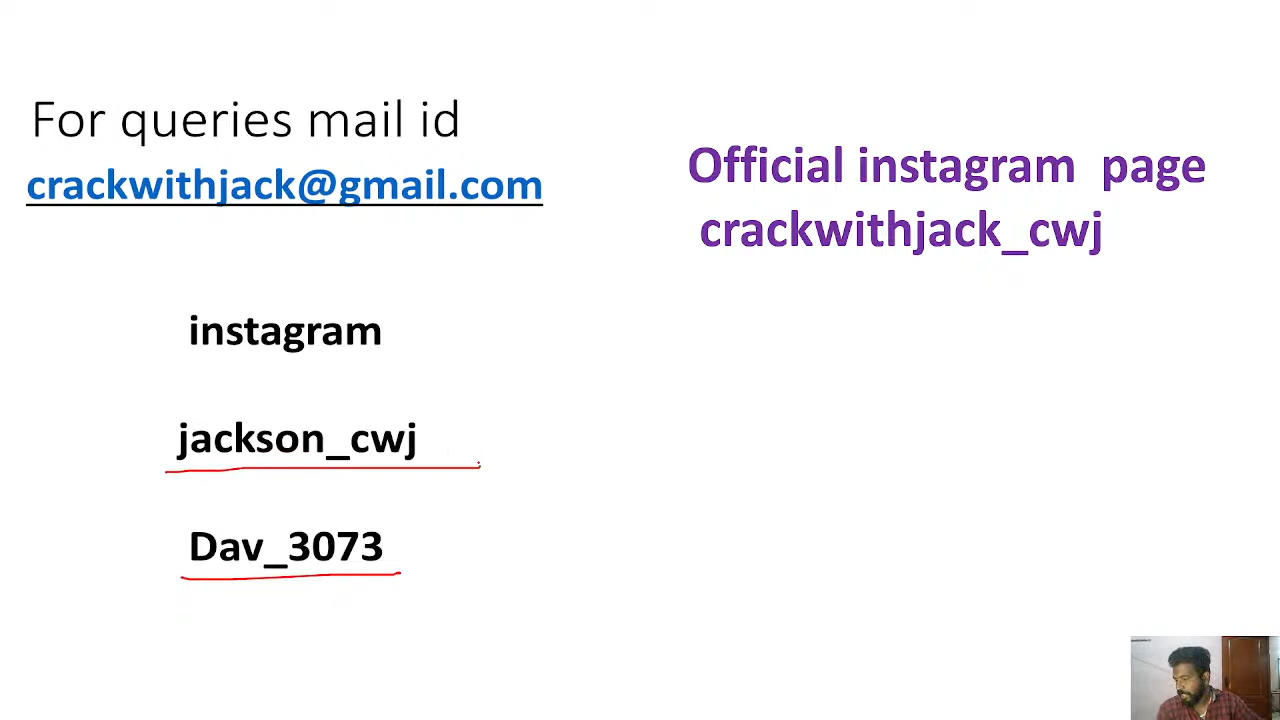 For queries mail id
crackwithjack@gmail.com
Official instagram page
crackwithjack_cwj
instagram
jackson_cwj
Dav_3073